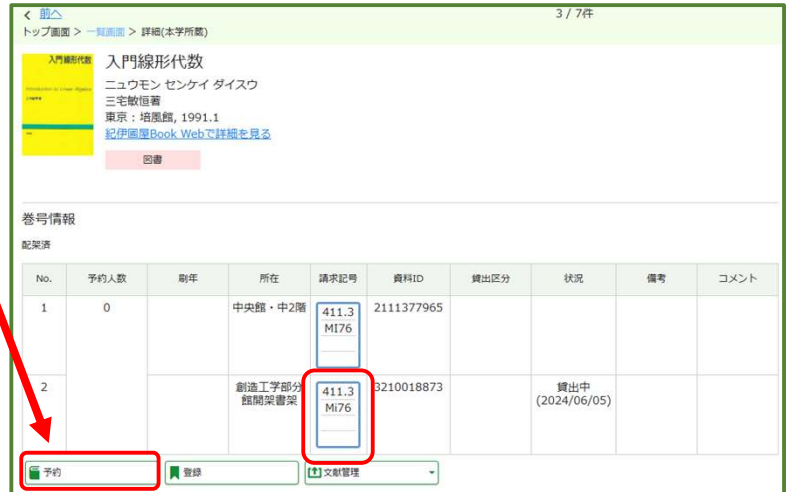 前へ
3 / 7件
トップ画面 > 一覧画面 > 詳細(本学所蔵)
入門線形代数
入門線形代数
ニュウモン センケイ ダイスウ
三宅敏恒著
東京 : 培風館, 1991.1
紀伊國屋Book Webで詳細を見る
図書
巻号情報
配架済
No. 予約人数 刷年 所在 請求記号 資料ID 貸出区分 状況 備考 コメント
1 0 中央館・中2階 411.3 2111377965
MI76
2 創造工学部分 411.3 3210018873 貸出中
館開架書架 Mi76 (2024/06/05)
予約 登録 文献管理